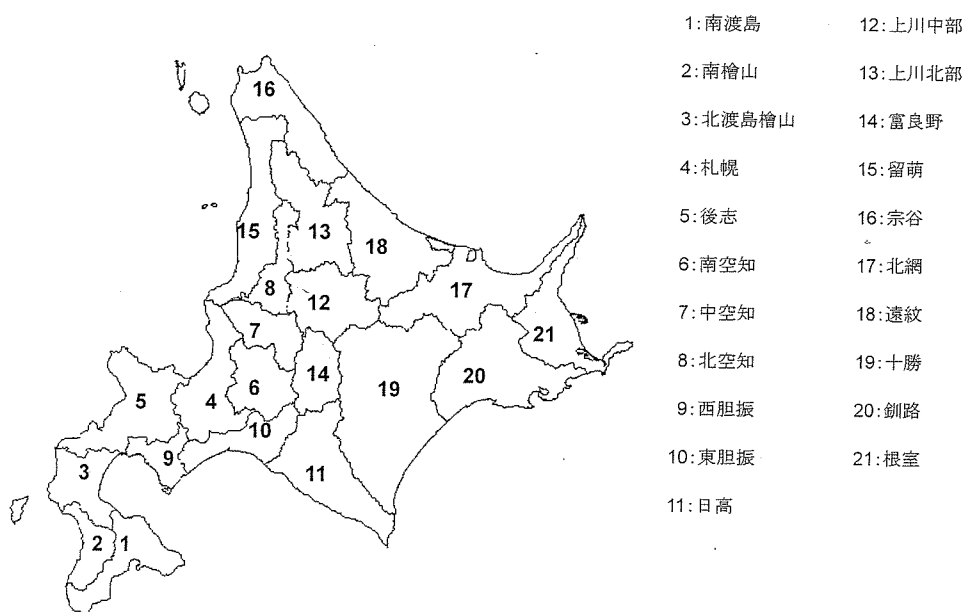 1:南渡島
2:南檜山
3:北渡島檜山
4:札幌
5:後志
6:南空知
7:中空知
8:北空知
9:西胆振
10:東胆振
11:日高
12:上川中部
13:上川北部
14:富良野
15:留萌
16:宗谷
17:北網
18:遠紋
19:十勝
20:釧路
21:根室
16
15
13
18
8
12
17
7
21
14
6
19
20
5
4
10
9
11
3
2
1